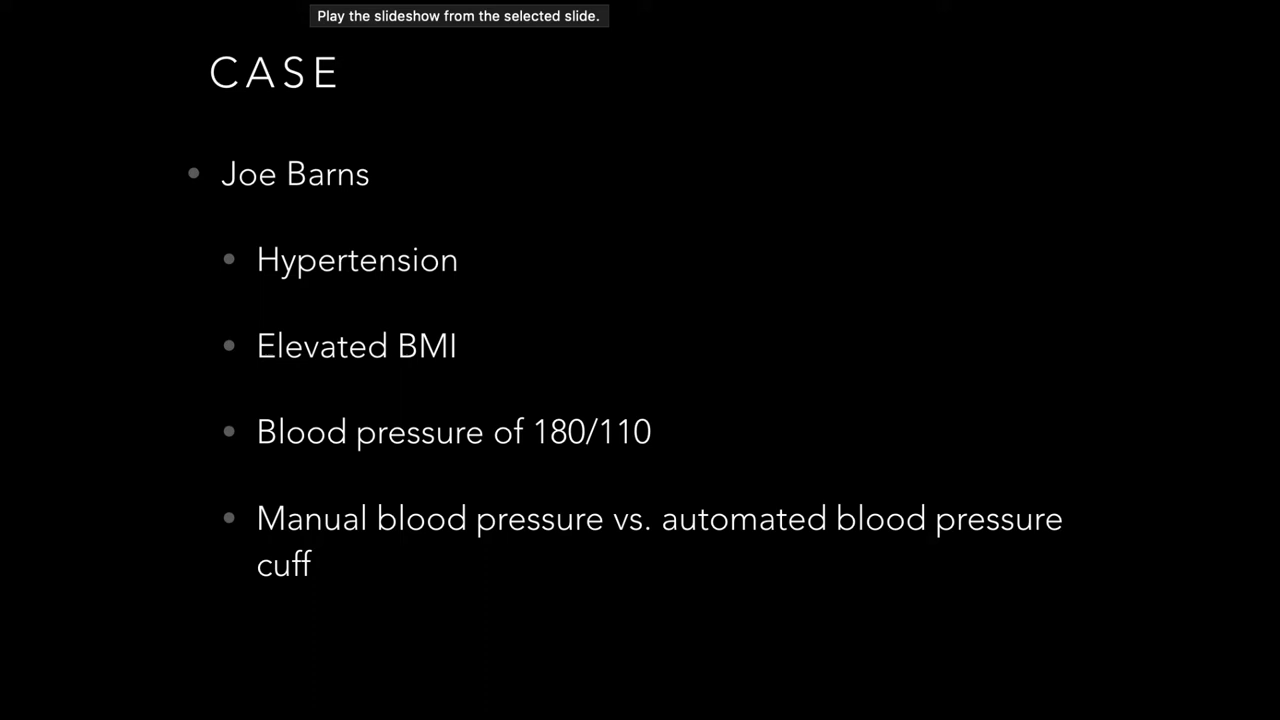 Play the slideshow from the selected slide.
CASE
• Joe Barns
• Hypertension
• Elevated BMI
• Blood pressure of 180/110
• Manual blood pressure vs. automated blood pressure
cuff